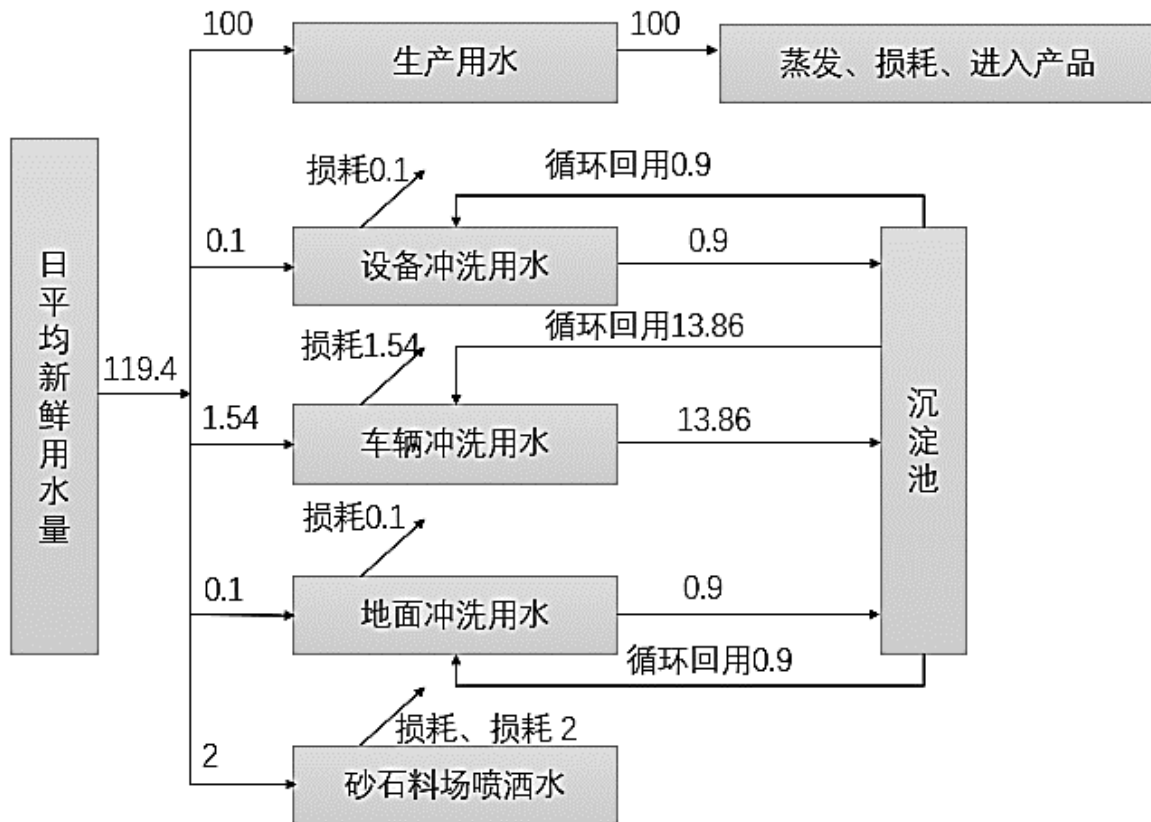 100
生产用水
100
蒸发、损耗、进入产品
日平均新鲜用水量
119.4
损耗0.1
循环回用0.9
0.1
设备冲洗用水
0.9
损耗1.54
循环回用13.86
1.54
车辆冲洗用水
13.86
沉淀池
损耗0.1
0.1
地面冲洗用水
0.9
循环回用0.9
损耗、损耗 2
2
砂石料场喷洒水